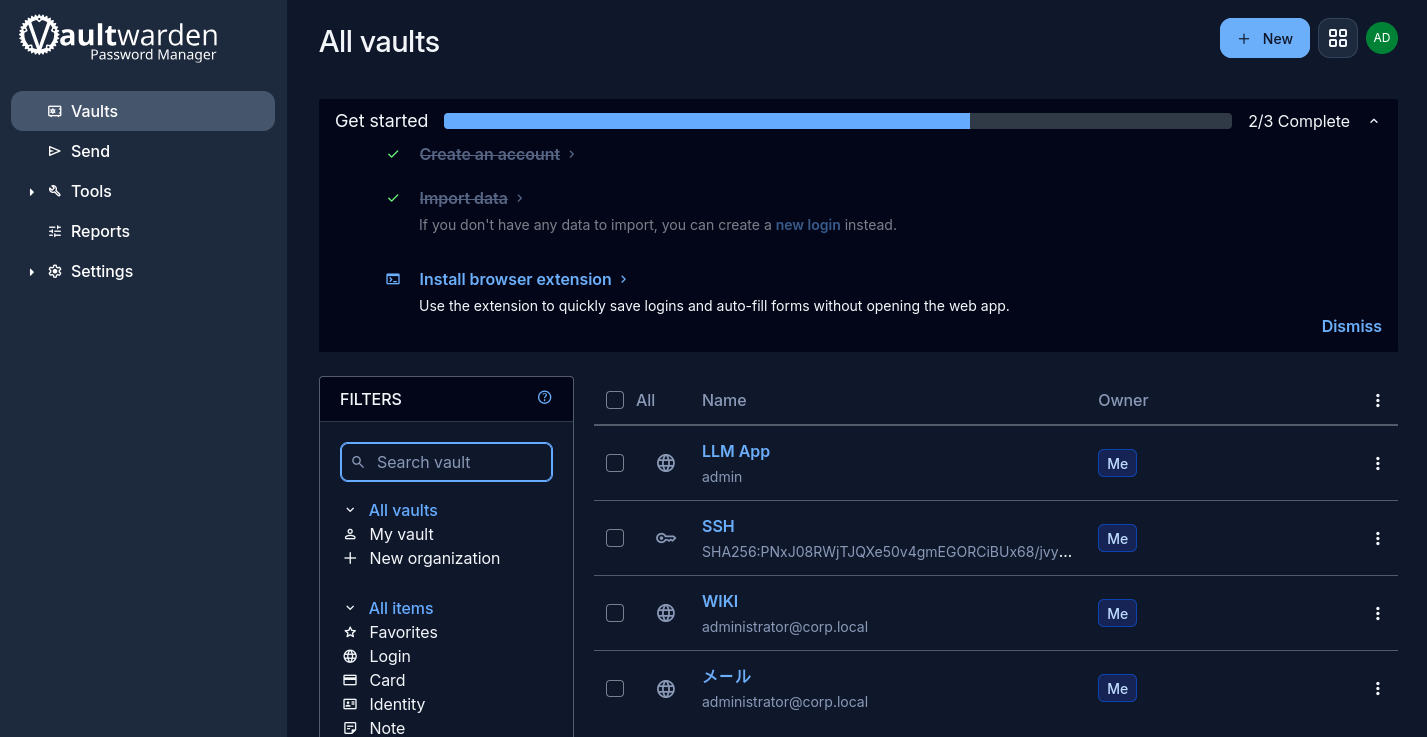 Vaultwarden
Password Manager
Vaults
Send
Tools
Reports
Settings
All vaults
New
AD
Get started
2/3 Complete
Create an account
Import data
If you don't have any data to import, you can create a new login instead.
Install browser extension
Use the extension to quickly save logins and auto-fill forms without opening the web app.
Dismiss
FILTERS
Search vault
All vaults
My vault
New organization
All items
Favorites
Login
Card
Identity
Note
All Name Owner
LLM App
admin
Me
SSH
SHA256:PNxJ08RWjTJQXe50v4gmEGORCiBUx68/jvy...
Me
WIKI
administrator@corp.local
Me
メール
administrator@corp.local
Me